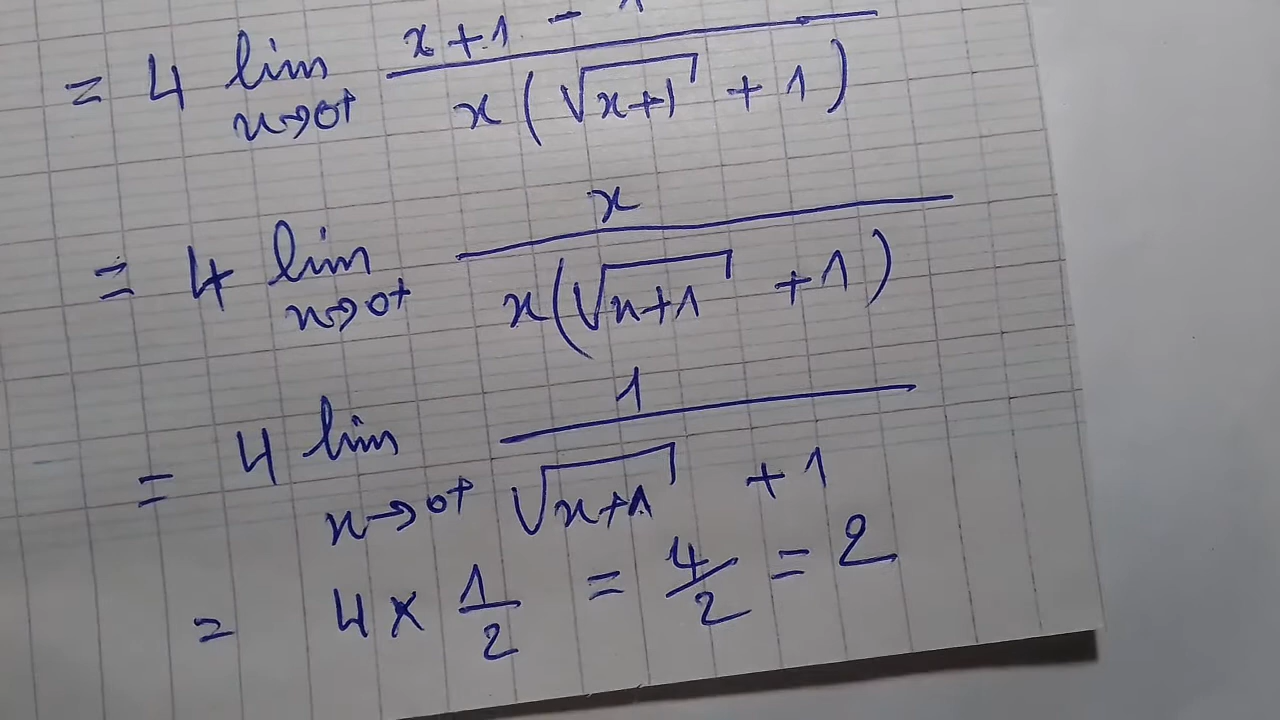 = 4 lim x→0+ x+1 - 1 / x(√x+1 + 1)
= 4 lim x→0+ x / x(√x+1 + 1)
= 4 lim x→0+ 1 / √x+1 + 1
= 4 × 1/2 = 4/2 = 2